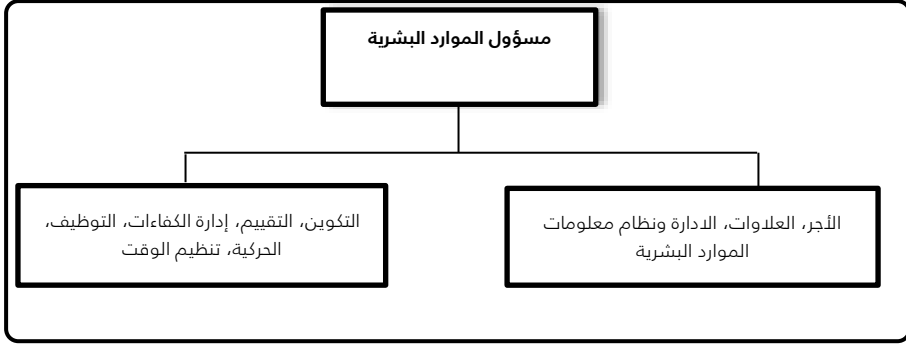 مسؤول الموارد البشرية
الأجر، العلاوات، الادارة ونظام معلومات
الموارد البشرية
التكوين، التقييم، إدارة الكفاءات، التوظيف،
الحركية، تنظيم الوقت